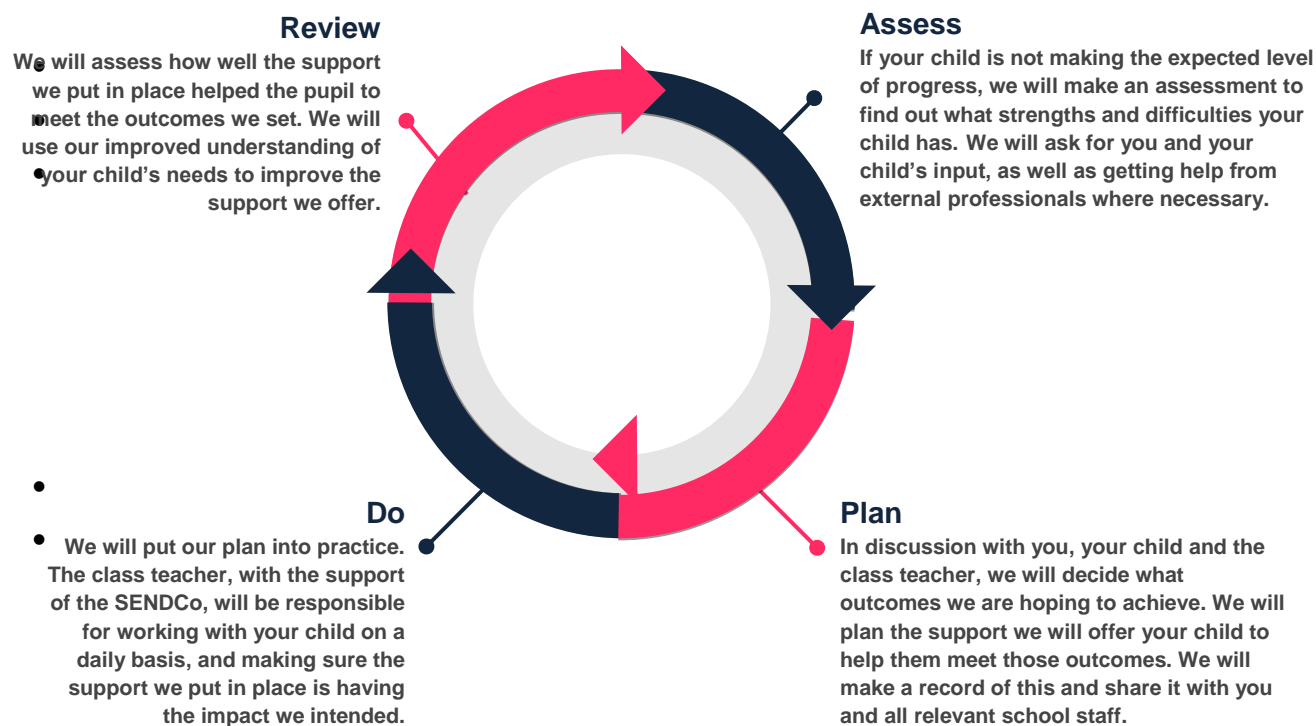 Review
We will assess how well the support
we put in place helped the pupil to
meet the outcomes we set. We will
use our improved understanding of
your child’s needs to improve the
support we offer.
Assess
If your child is not making the expected level
of progress, we will make an assessment to
find out what strengths and difficulties your
child has. We will ask for you and your
child’s input, as well as getting help from
external professionals where necessary.
Do
We will put our plan into practice.
The class teacher, with the support
of the SENDCo, will be responsible
for working with your child on a
daily basis, and making sure the
support we put in place is having
the impact we intended.
Plan
In discussion with you, your child and the
class teacher, we will decide what
outcomes we are hoping to achieve. We will
plan the support we will offer your child to
help them meet those outcomes. We will
make a record of this and share it with you
and all relevant school staff.